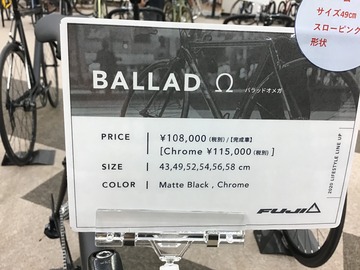 サイズ49cm
スローピング
形状
BALLAD Ω バラッドオメガ
PRICE ¥108,000 (税別) /【完成車】
[Chrome ¥115,000 (税別) ]
SIZE 43,49,52,54,56,58 cm
COLOR Matte Black , Chrome
FUJI
2020 LIFESTYLE LINE UP